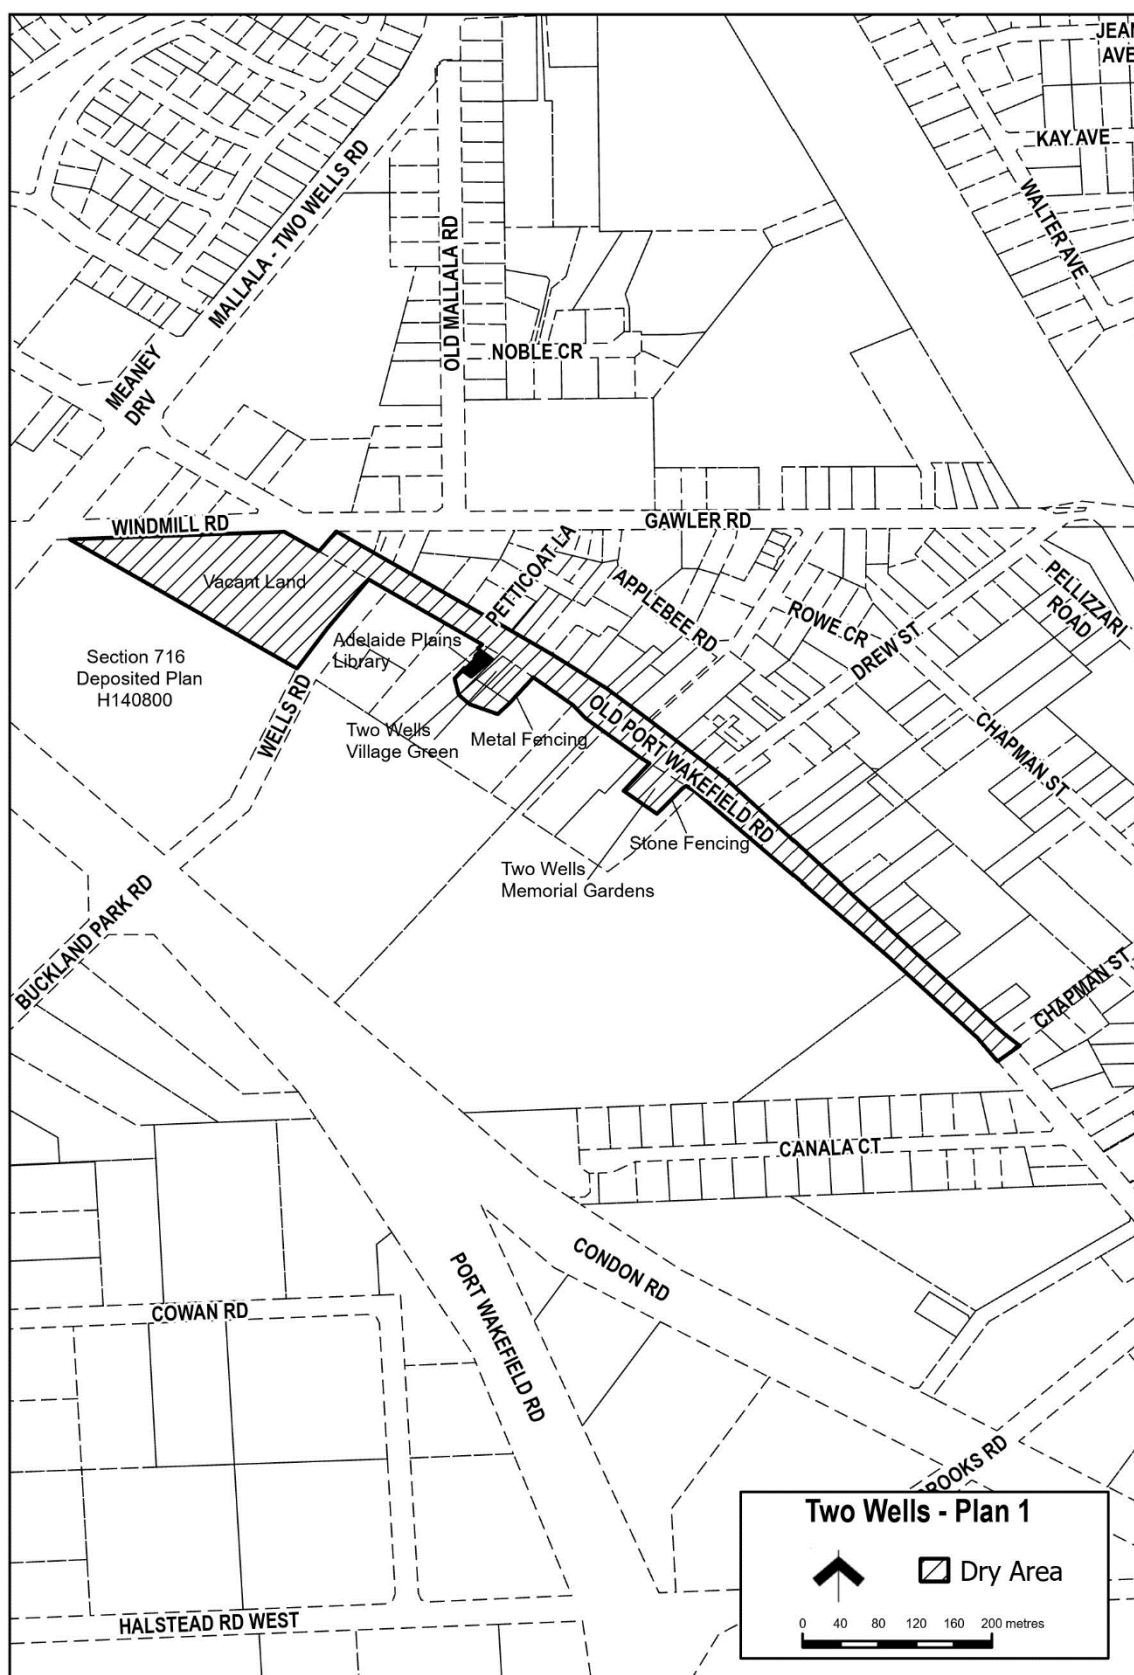 JEAN
AVE
KAY AVE
WALTER AVE
MALLALA - TWO WELLS RD
OLD MALLALA RD
NOBLE CR
MEANEY
DRV
WINDMILL RD
GAWLER RD
PETTICOAT LA
APPLEBEE RD
ROWE CR
DREW ST
PELLIZZARI
ROAD
Vacant Land
Adelaide Plains
Library
Section 716
Deposited Plan
H140800
WELLS RD
Two Wells
Village Green
Metal Fencing
OLD PORT WAKEFIELD RD
CHAPMAN ST
Stone Fencing
Two Wells
Memorial Gardens
BUCKLAND PARK RD
CHAPMAN ST
CANALA CT
CONDON RD
PORT WAKEFIELD RD
COWAN RD
BROOKS RD
HALSTEAD RD WEST
Two Wells - Plan 1
Dry Area
0 40 80 120 160 200 metres